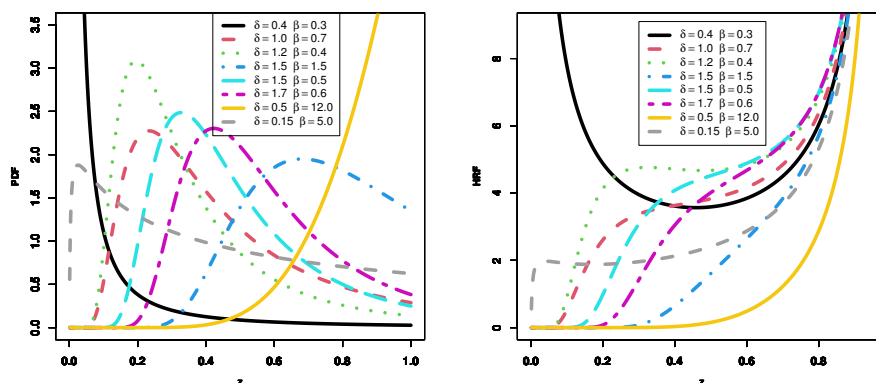 PDF
3.5
3.0
2.5
2.0
1.5
1.0
0.5
0.0
δ = 0.4 β = 0.3
δ = 1.0 β = 0.7
δ = 1.2 β = 0.4
δ = 1.5 β = 1.5
δ = 1.5 β = 0.5
δ = 1.7 β = 0.6
δ = 0.5 β = 12.0
δ = 0.15 β = 5.0
0.0 0.2 0.4 0.6 0.8 1.0
HRF
8
6
4
2
0
δ = 0.4 β = 0.3
δ = 1.0 β = 0.7
δ = 1.2 β = 0.4
δ = 1.5 β = 1.5
δ = 1.5 β = 0.5
δ = 1.7 β = 0.6
δ = 0.5 β = 12.0
δ = 0.15 β = 5.0
0.0 0.2 0.4 0.6 0.8